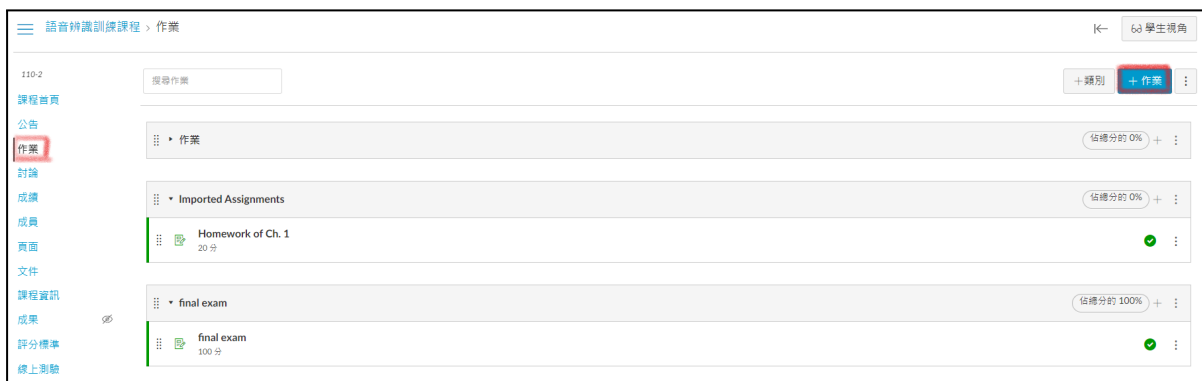 語音辨識訓練課程 › 作業
學生視角
110-2
課程首頁
公告
作業
討論
成績
成員
頁面
文件
課程資訊
成果
評分標準
線上測驗
搜尋作業
+類別
+ 作業
作業
佔總分的 0%
Imported Assignments
佔總分的 0%
Homework of Ch. 1
20 分
final exam
佔總分的 100%
final exam
100 分